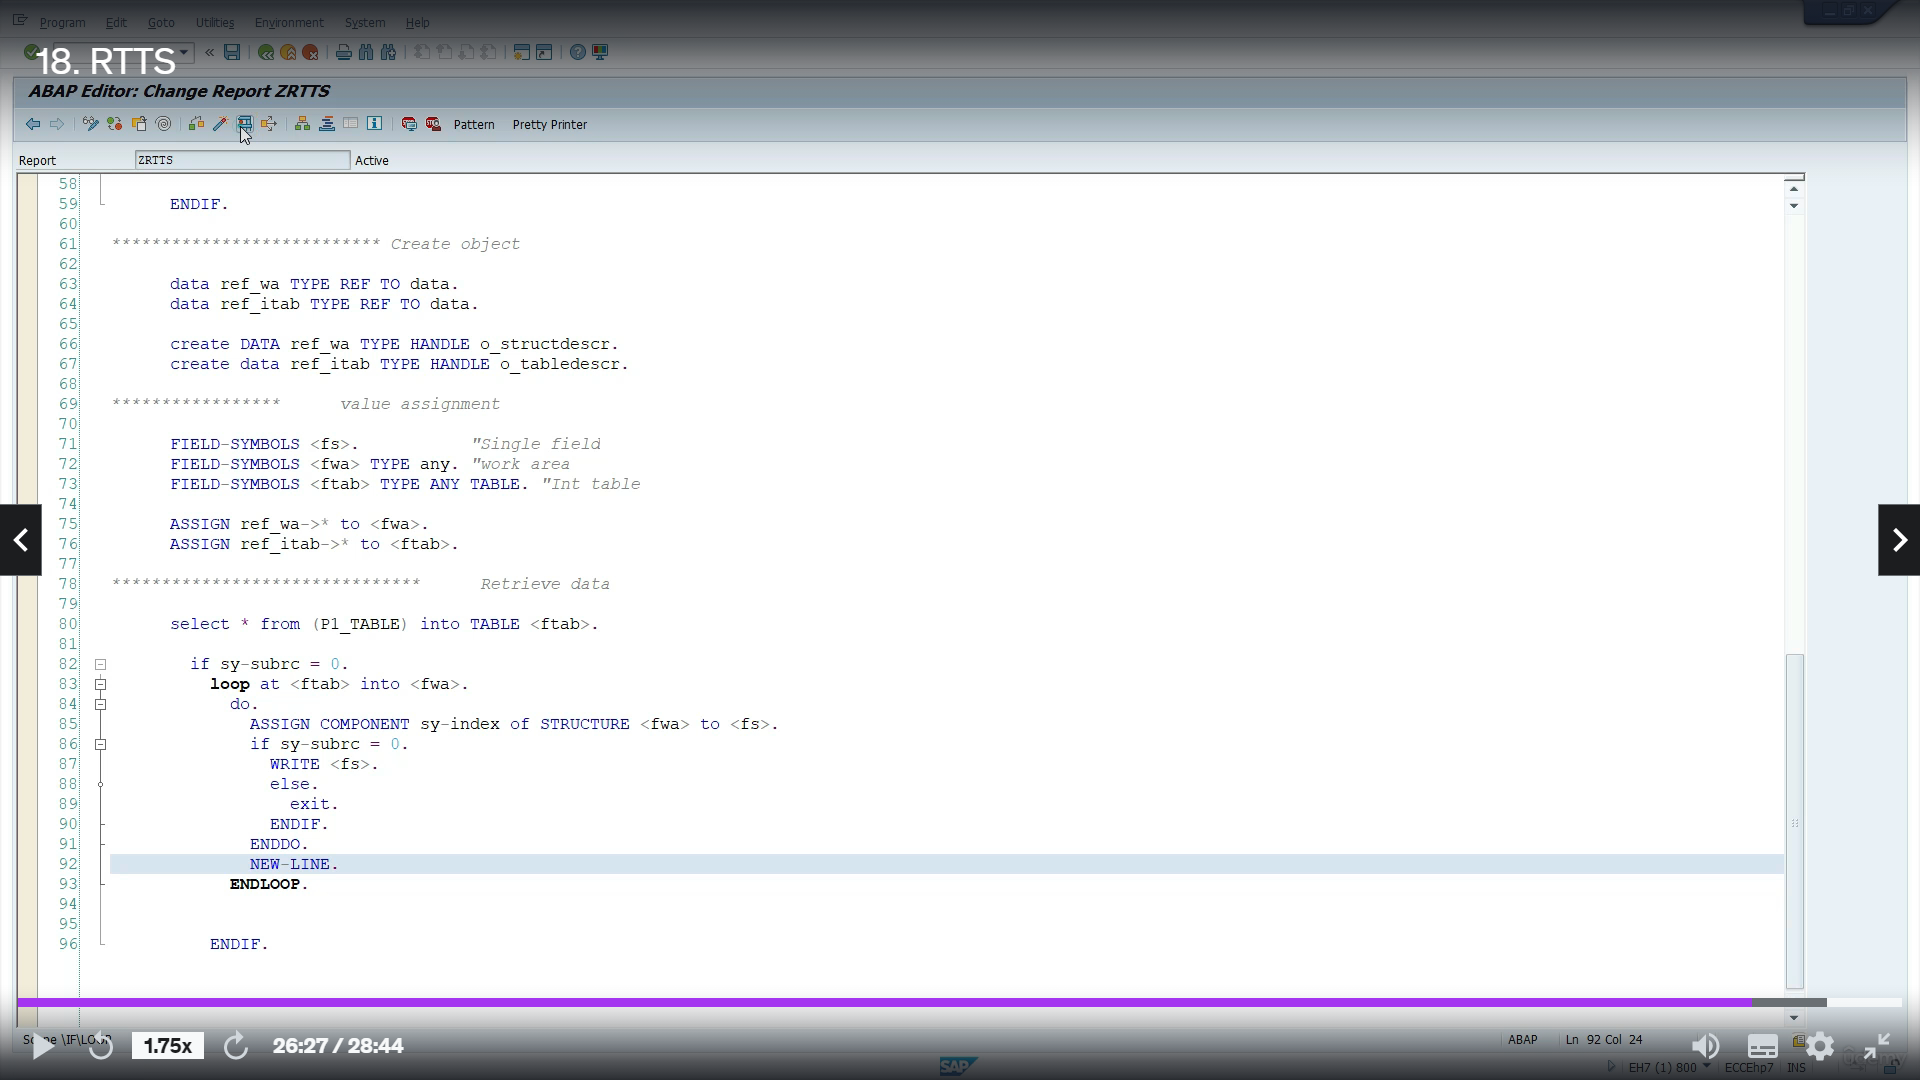 Program Edit Goto Utilities Environment System Help
18. RTTS
ABAP Editor: Change Report ZRTTS
Pattern Pretty Printer
Report ZRTTS Active
58
59 ENDIF.
60
61 *************************** Create object
62
63 data ref_wa TYPE REF TO data.
64 data ref_itab TYPE REF TO data.
65
66 create DATA ref_wa TYPE HANDLE o_structdescr.
67 create data ref_itab TYPE HANDLE o_tabledescr.
68
69 ***************** value assignment
70
71 FIELD-SYMBOLS <fs>. "Single field
72 FIELD-SYMBOLS <fwa> TYPE any. "work area
73 FIELD-SYMBOLS <ftab> TYPE ANY TABLE. "Int table
74
75 ASSIGN ref_wa->* to <fwa>.
76 ASSIGN ref_itab->* to <ftab>.
77
78 ******************************* Retrieve data
79
80 select * from (P1_TABLE) into TABLE <ftab>.
81
82 if sy-subrc = 0.
83 loop at <ftab> into <fwa>.
84 do.
85 ASSIGN COMPONENT sy-index of STRUCTURE <fwa> to <fs>.
86 if sy-subrc = 0.
87 WRITE <fs>.
88 else.
89 exit.
90 ENDIF.
91 ENDDO.
92 NEW-LINE.
93 ENDLOOP.
94
95
96 ENDIF.
\IF\LOOP ABAP Ln 92 Col 24
1.75x 26:27 / 28:44
SAP EH7 (1) 800 ECCEhp7 INS